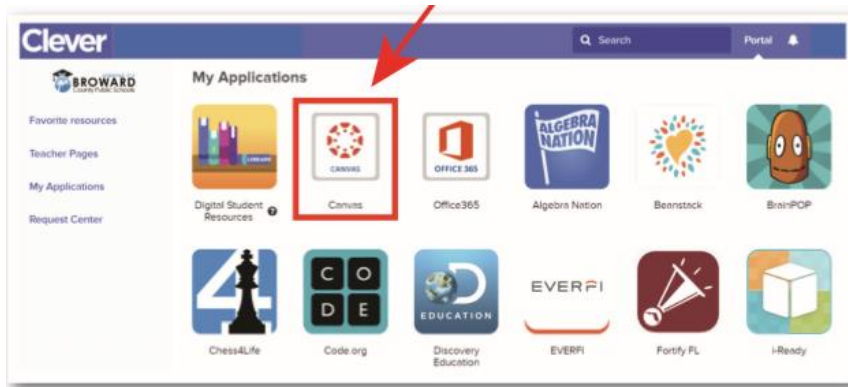 Clever
Search
Portal
BROWARD
County Public Schools
Favorite resources
Teacher Pages
My Applications
Request Center
My Applications
LIBRARY
CANVAS
OFFICE 365
ALGEBRA
NATION
Digital Student
Resources
Canvas
Office365
Algebra Nation
Beanstack
BrainPOP
4
C O
D E
D
EDUCATION
EVERFI
Chess4Life
Code.org
Discovery
Education
EVERFI
Fortify FL
i-Ready